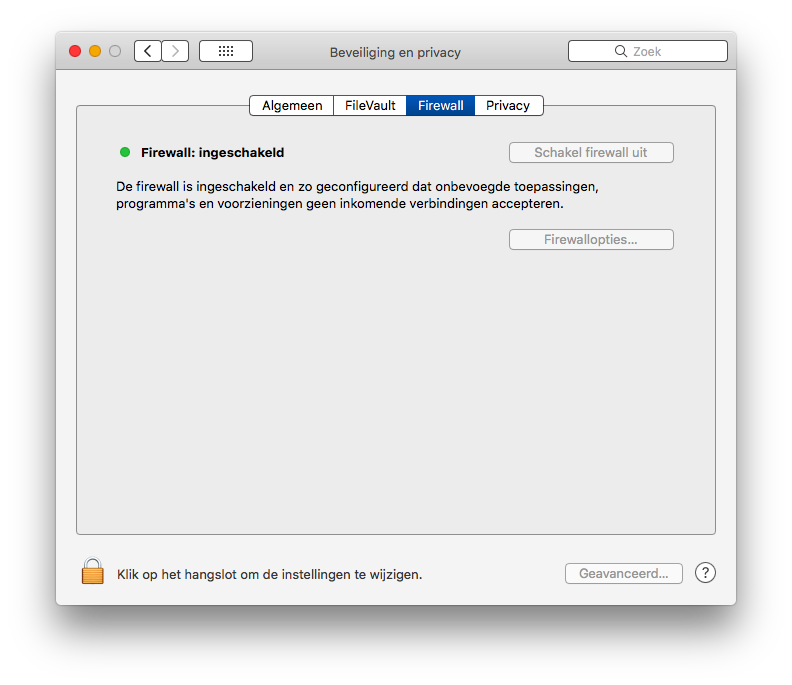 Beveiliging en privacy
Zoek
Algemeen
FileVault
Firewall
Privacy
Firewall: ingeschakeld
Schakel firewall uit
De firewall is ingeschakeld en zo geconfigureerd dat onbevoegde toepassingen,
programma's en voorzieningen geen inkomende verbindingen accepteren.
Firewallopties...
Klik op het hangslot om de instellingen te wijzigen.
Geavanceerd...
?